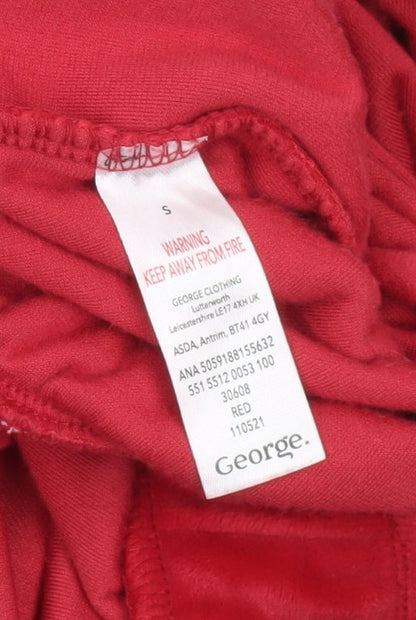 S
WARNING
KEEP AWAY FROM FIRE
GEORGE CLOTHING
Lutterworth
Leicestershire LE17 4XH UK
ASDA, Antrim, BT41 4GY
ANA 5059188155632
551 5512 0053 100
30608
RED
110521
George.